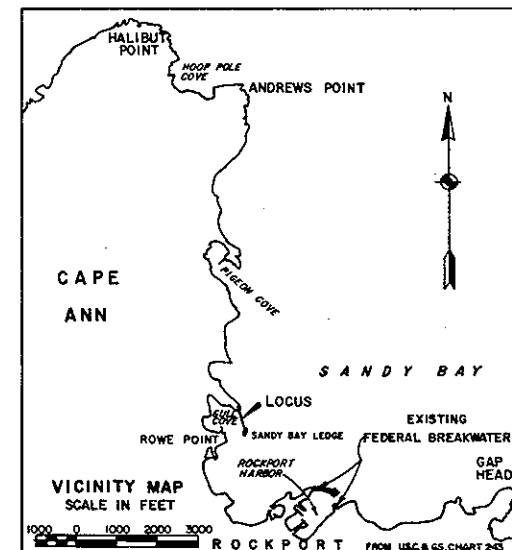 HALIBUT
POINT
HOOP POLE
COVE
ANDREWS POINT
N
PIGEON COVE
CAPE
ANN
SANDY BAY
LOCUS
GULL
COVE
EXISTING
FEDERAL BREAKWATER
ROWE POINT
SANDY BAY LEDGE
GAP
HEAD
ROCKPORT
HARBOR
VICINITY MAP
SCALE IN FEET
1000 0 1000 2000 3000
ROCKPORT
FROM U.S.C. & G.S. CHART 243